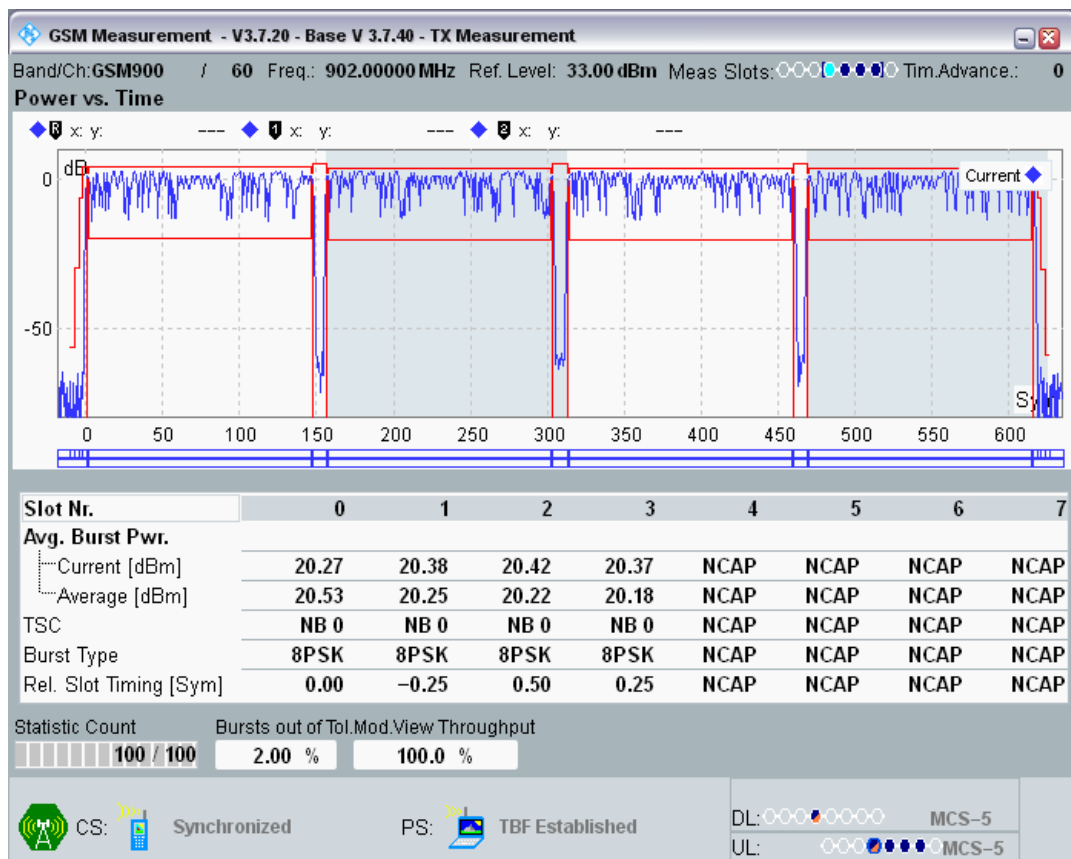 GSM Measurement - V3.7.20 - Base V 3.7.40 - TX Measurement
Band/Ch:GSM900 / 60 Freq.: 902.00000 MHz Ref. Level: 33.00 dBm Meas Slots: Tim.Advance.: 0
Power vs. Time
R x: y: --- 1 x: y: --- 2 x: y: ---
dB
0
Current
-50
0 50 100 150 200 250 300 350 400 450 500 550 600
Slot Nr. 0 1 2 3 4 5 6 7
Avg. Burst Pwr.
Current [dBm] 20.27 20.38 20.42 20.37 NCAP NCAP NCAP NCAP
Average [dBm] 20.53 20.25 20.22 20.18 NCAP NCAP NCAP NCAP
TSC NB 0 NB 0 NB 0 NB 0 NCAP NCAP NCAP NCAP
Burst Type 8PSK 8PSK 8PSK 8PSK NCAP NCAP NCAP NCAP
Rel. Slot Timing [Sym] 0.00 −0.25 0.50 0.25 NCAP NCAP NCAP NCAP
Statistic Count Bursts out of Tol. Mod.View Throughput
100 / 100 2.00 % 100.0 %
CS: Synchronized PS: TBF Established DL: MCS−5
UL: MCS−5